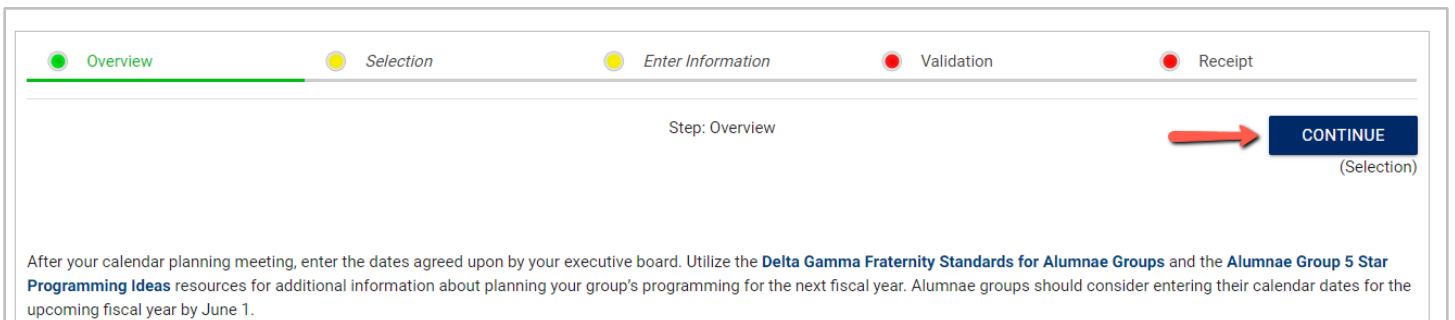 Overview Selection Enter Information Validation Receipt
Step: Overview
CONTINUE
(Selection)
After your calendar planning meeting, enter the dates agreed upon by your executive board. Utilize the Delta Gamma Fraternity Standards for Alumnae Groups and the Alumnae Group 5 Star
Programming Ideas resources for additional information about planning your group's programming for the next fiscal year. Alumnae groups should consider entering their calendar dates for the
upcoming fiscal year by June 1.